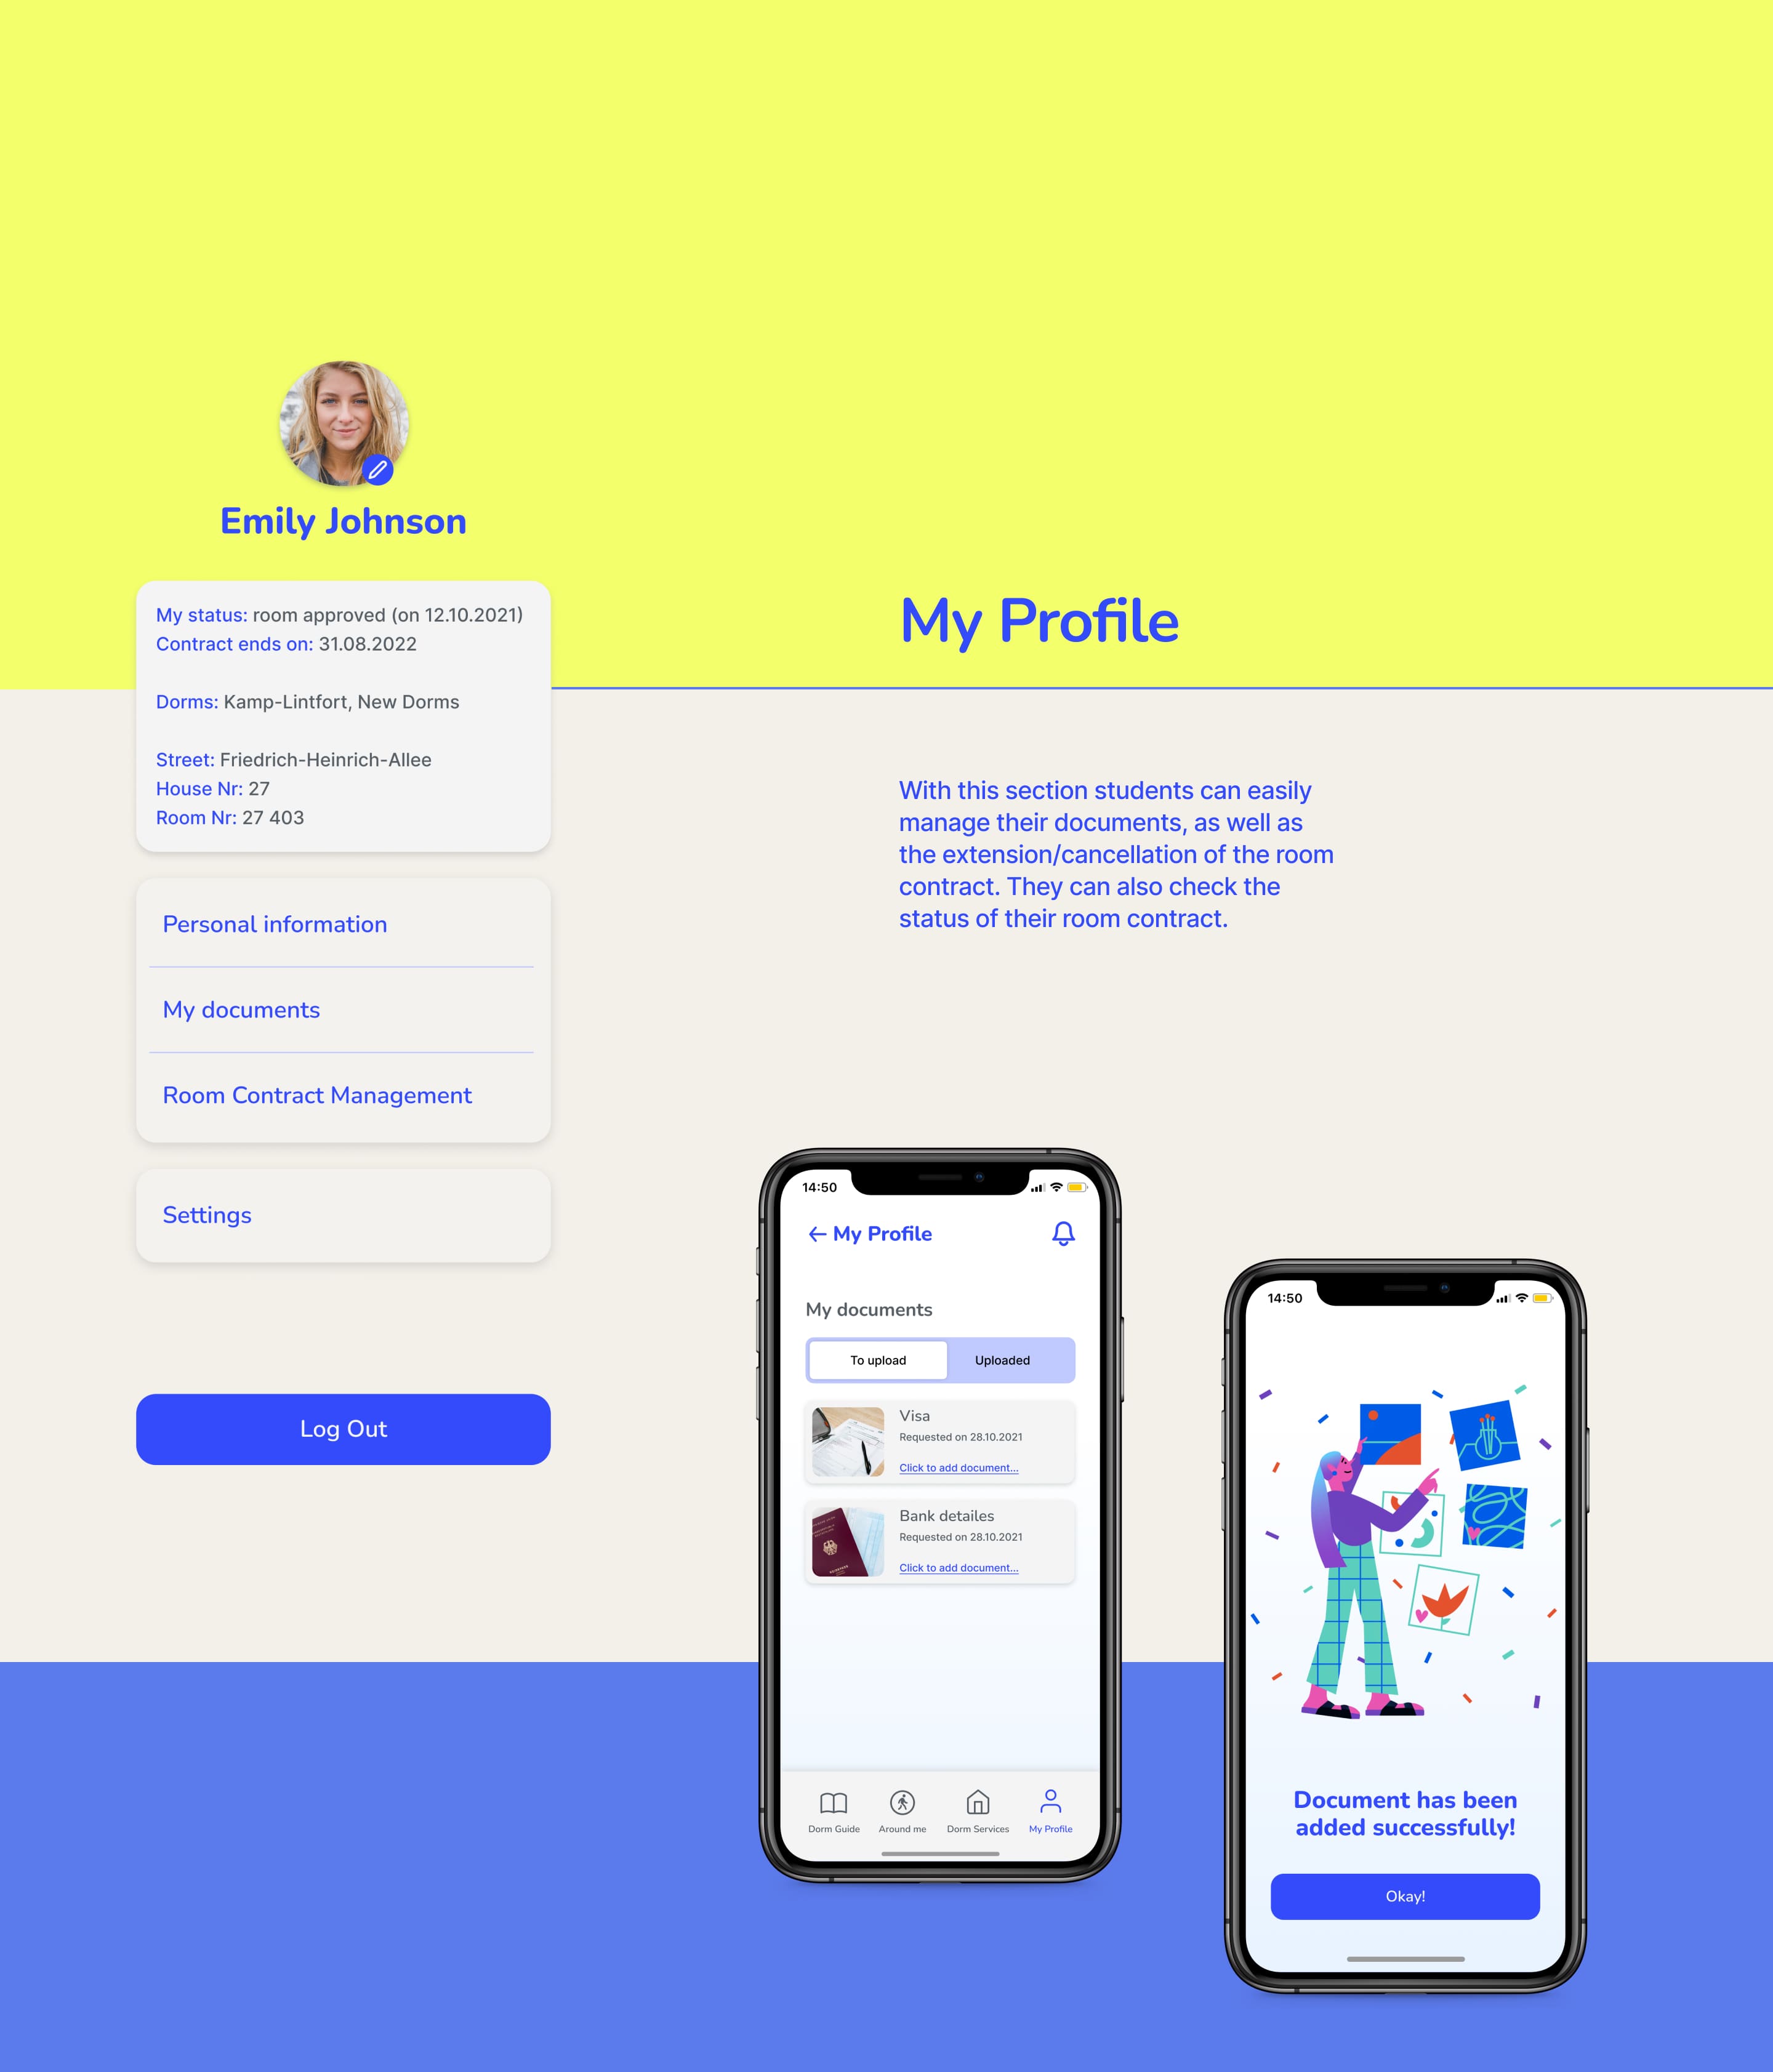 Emily Johnson
My status: room approved (on 12.10.2021)
Contract ends on: 31.08.2022
Dorms: Kamp-Lintfort, New Dorms
Street: Friedrich-Heinrich-Allee
House Nr: 27
Room Nr: 27 403
Personal information
My documents
Room Contract Management
Settings
Log Out
My Profile
With this section students can easily
manage their documents, as well as
the extension/cancellation of the room
contract. They can also check the
status of their room contract.
14:50
My Profile
My documents
To upload
Uploaded
Visa
Requested on 28.10.2021
Click to add document...
Bank detailes
Requested on 28.10.2021
Click to add document...
Dorm Guide
Around me
Dorm Services
My Profile
14:50
Document has been
added successfully!
Okay!